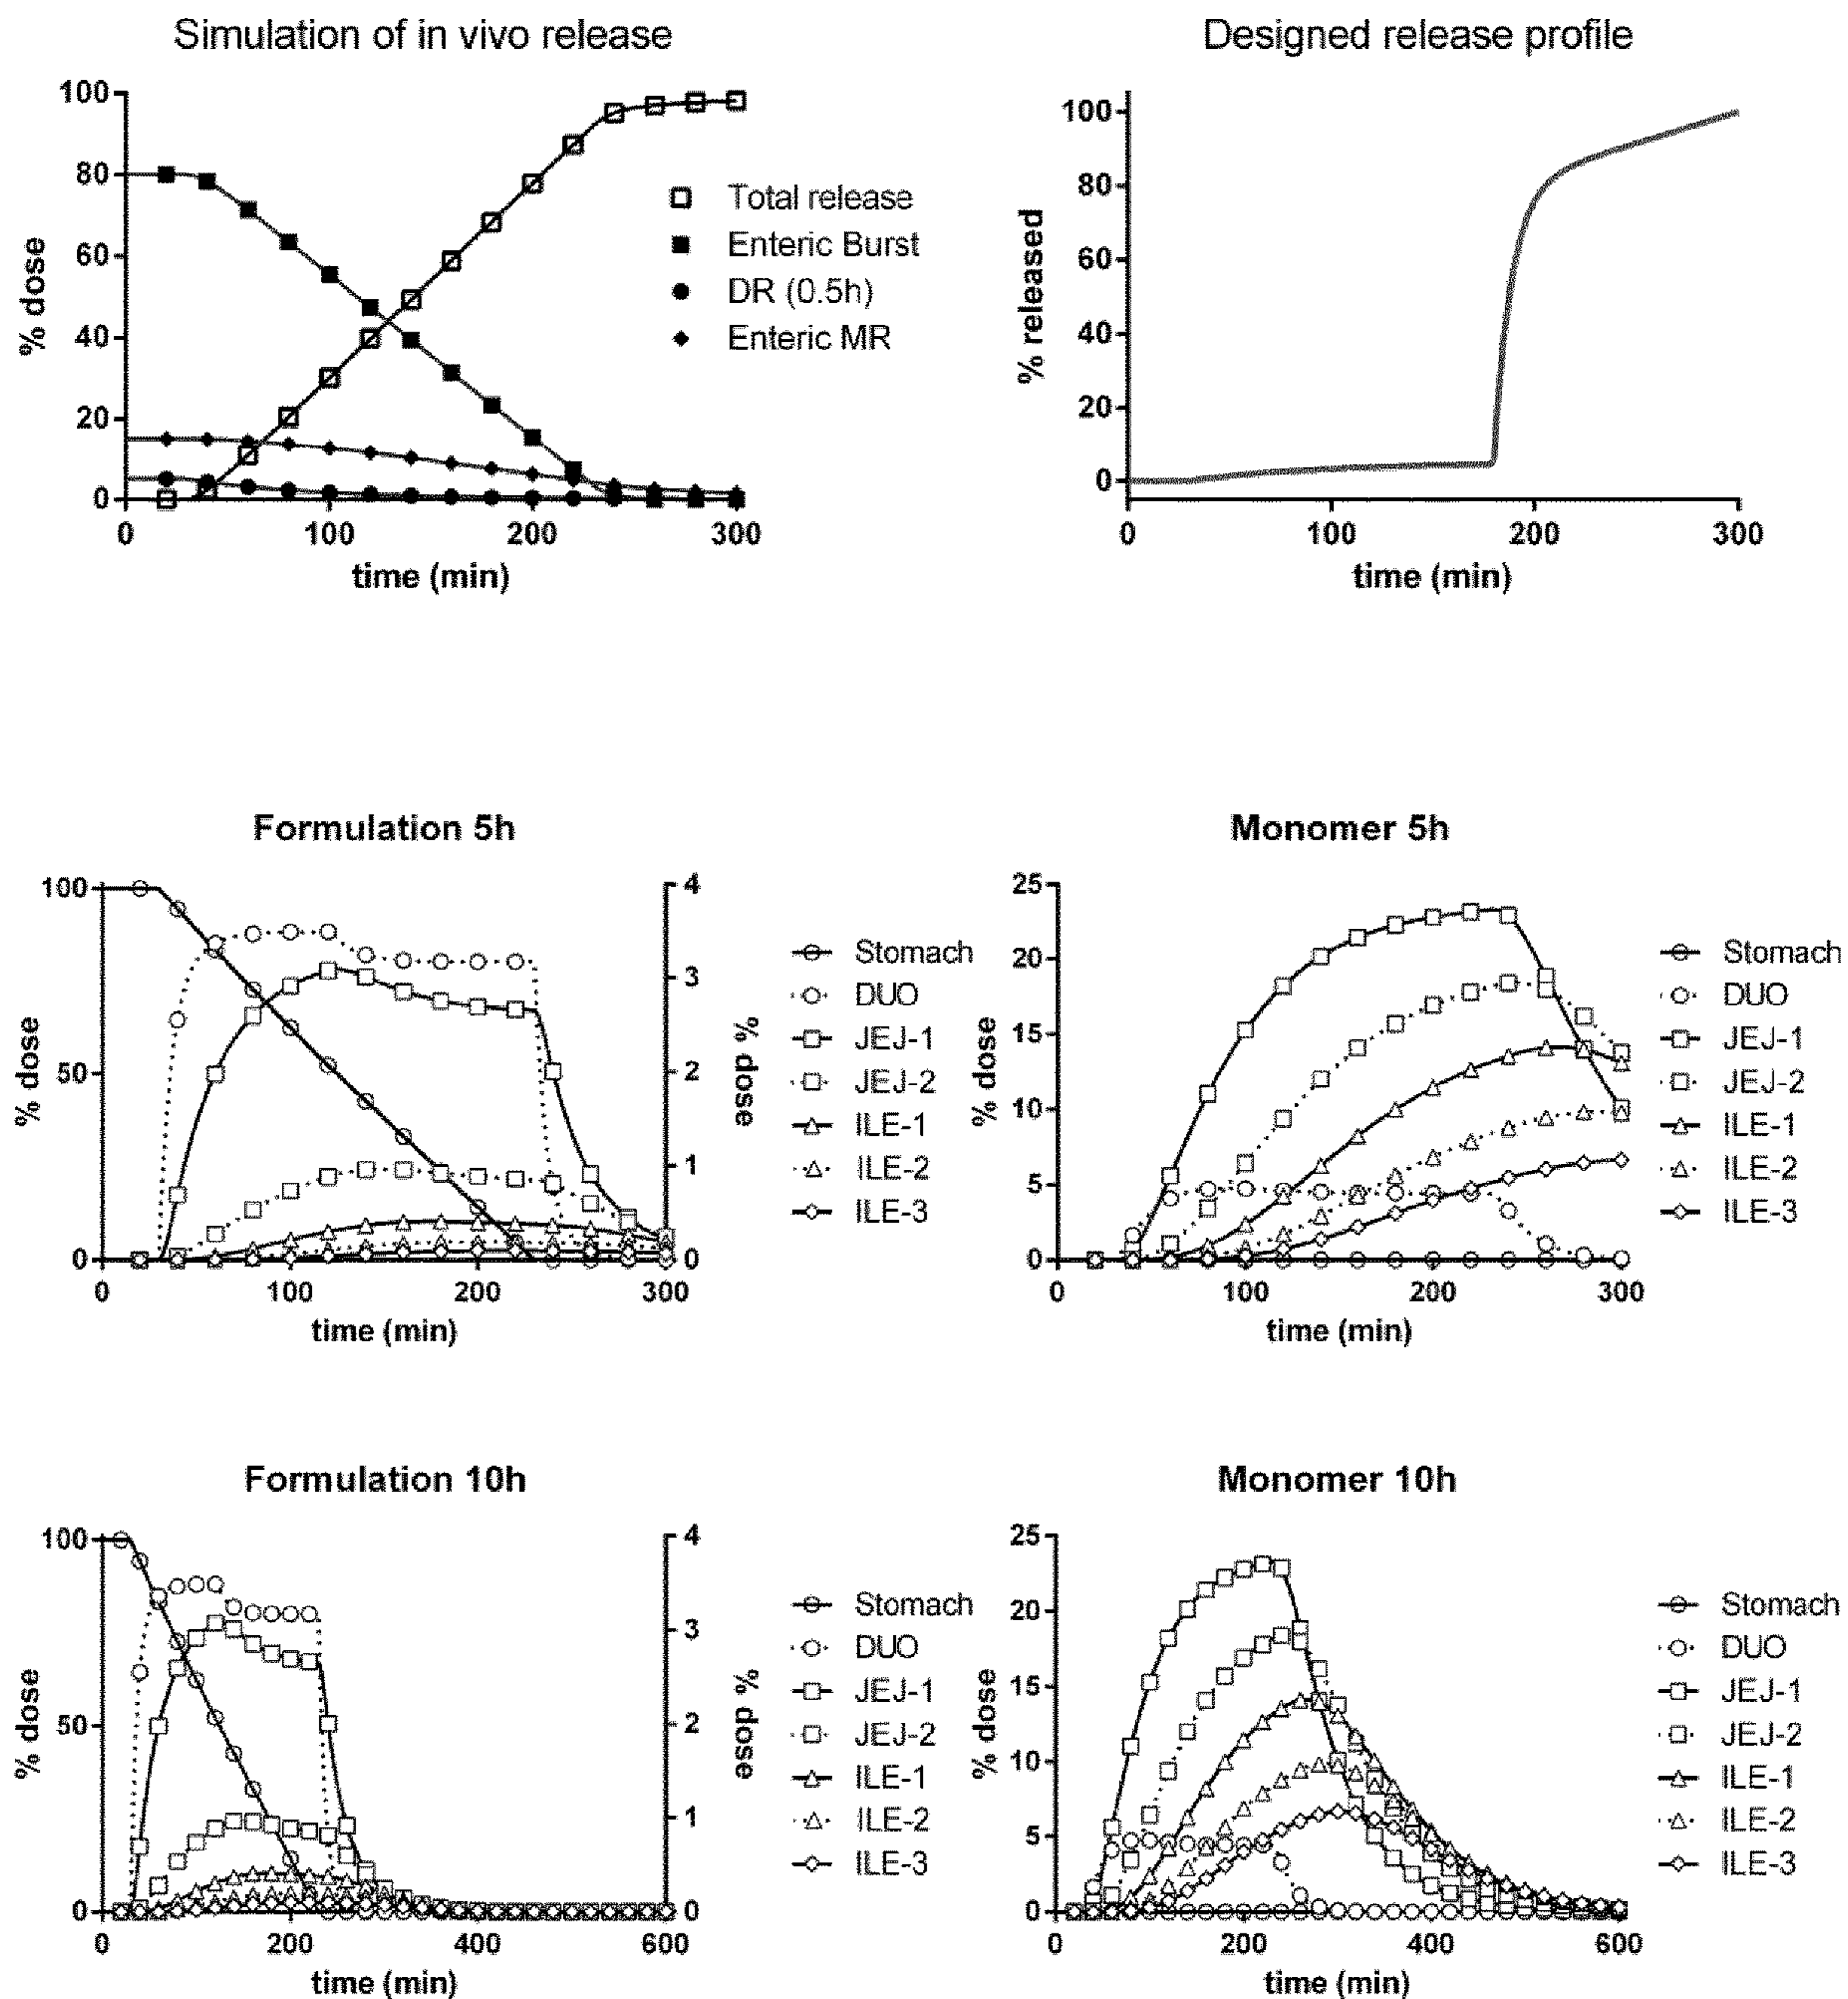 Simulation of in vivo release
% dose
100
80
60
40
20
0
0 100 200 300
time (min)
Total release
Enteric Burst
DR (0.5h)
Enteric MR
Designed release profile
% released
100
80
60
40
20
0
0 100 200 300
time (min)
Formulation 5h
% dose
100
50
0
4
3
2
1
0
% dose
0 100 200 300
time (min)
Stomach
DUO
JEJ-1
JEJ-2
ILE-1
ILE-2
ILE-3
Monomer 5h
% dose
25
20
15
10
5
0
0 100 200 300
time (min)
Stomach
DUO
JEJ-1
JEJ-2
ILE-1
ILE-2
ILE-3
Formulation 10h
% dose
100
50
0
4
3
2
1
0
% dose
0 200 400 600
time (min)
Stomach
DUO
JEJ-1
JEJ-2
ILE-1
ILE-2
ILE-3
Monomer 10h
% dose
25
20
15
10
5
0
0 200 400 600
time (min)
Stomach
DUO
JEJ-1
JEJ-2
ILE-1
ILE-2
ILE-3